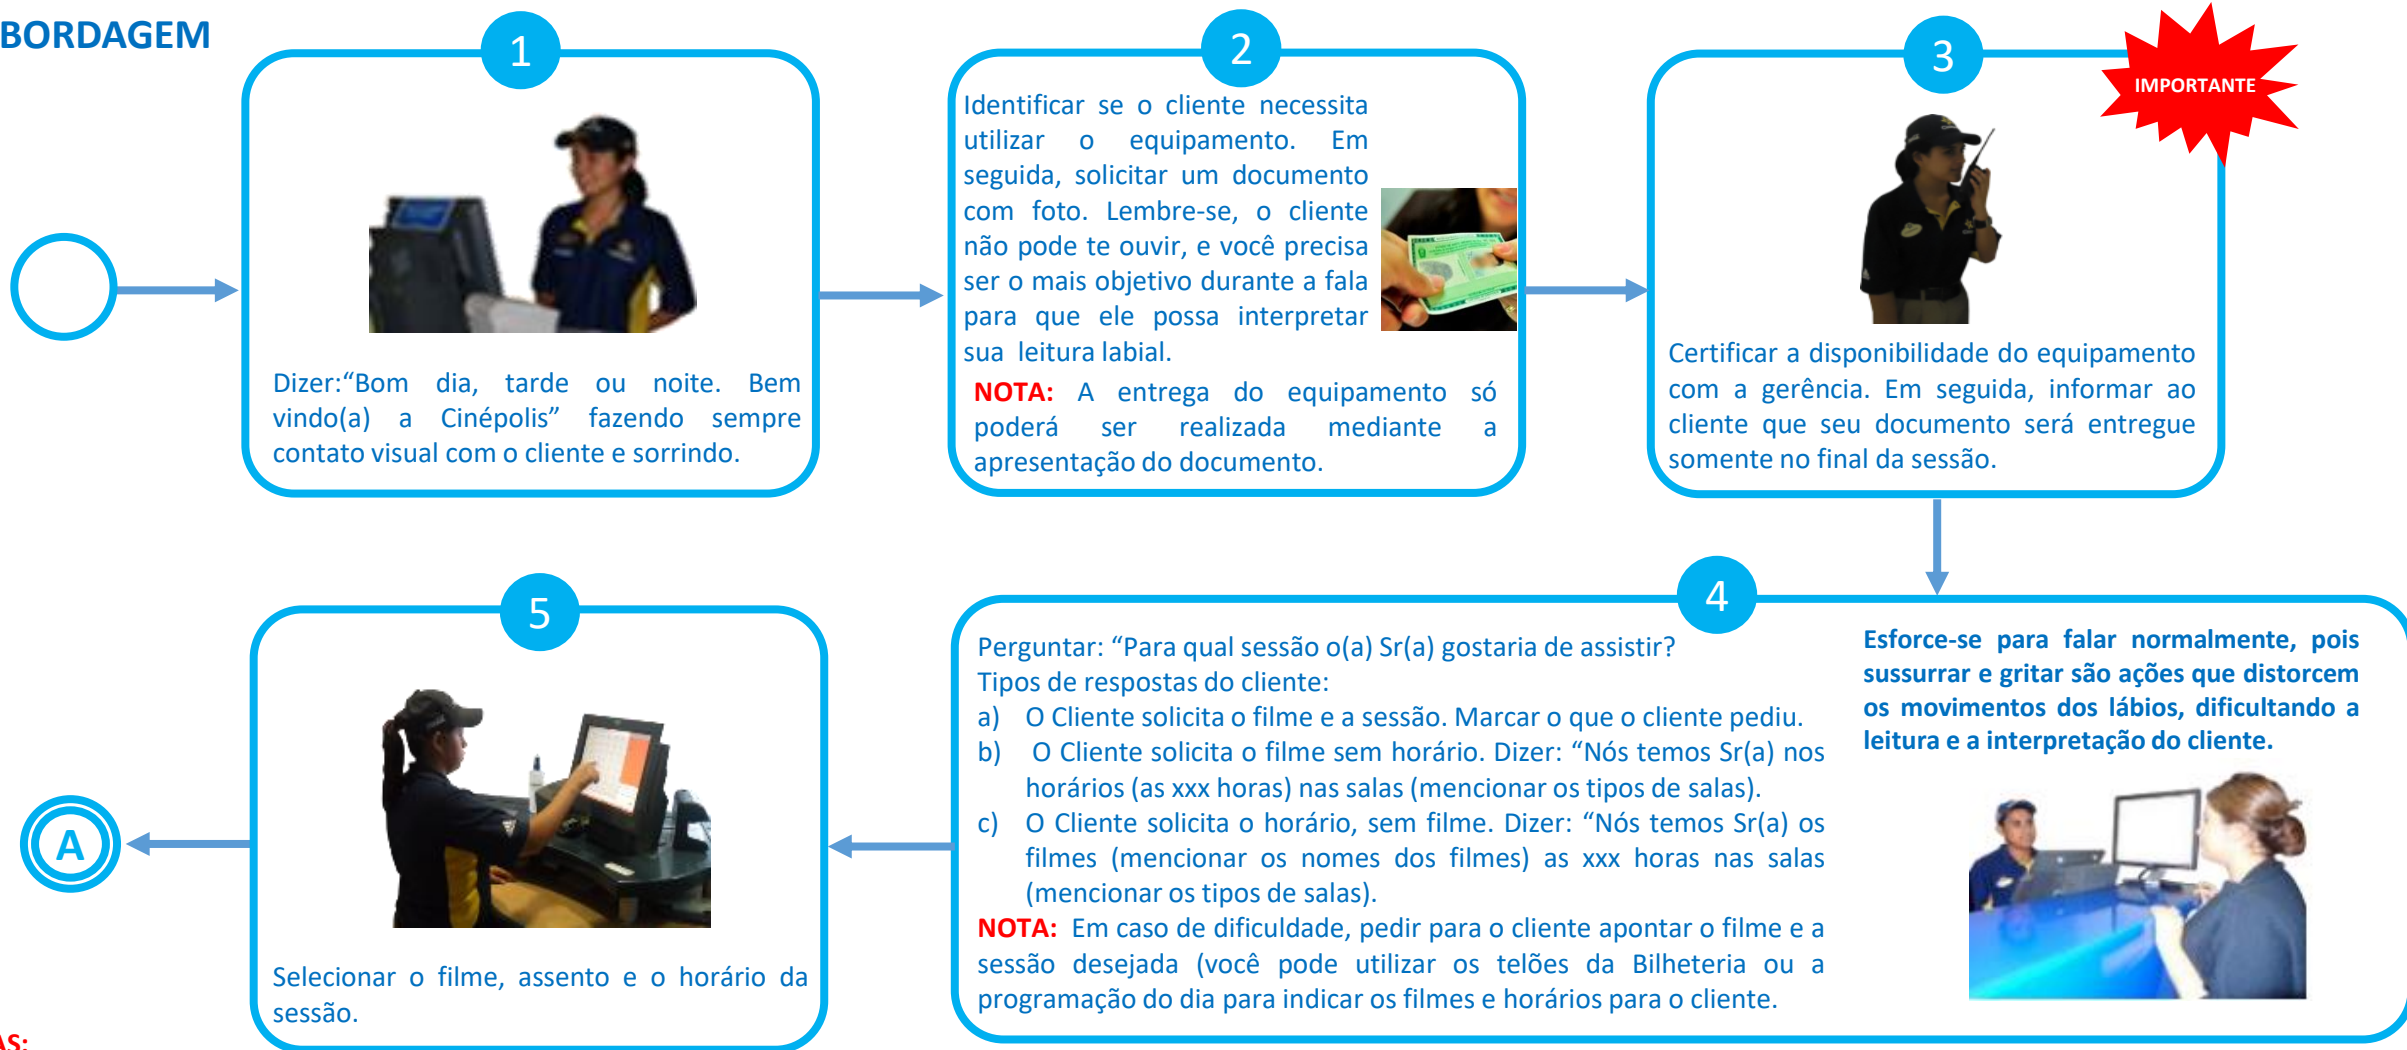 BORDAGEM
1
Dizer:“Bom dia, tarde ou noite. Bem
vindo(a) a Cinépolis” fazendo sempre
contato visual com o cliente e sorrindo.
2
Identificar se o cliente necessita
utilizar o equipamento. Em
seguida, solicitar um documento
com foto. Lembre-se, o cliente
não pode te ouvir, e você precisa
ser o mais objetivo durante a fala
para que ele possa interpretar
sua leitura labial.
NOTA: A entrega do equipamento só
poderá ser realizada mediante a
apresentação do documento.
3
IMPORTANTE
Certificar a disponibilidade do equipamento
com a gerência. Em seguida, informar ao
cliente que seu documento será entregue
somente no final da sessão.
4
Perguntar: “Para qual sessão o(a) Sr(a) gostaria de assistir?
Tipos de respostas do cliente:
a) O Cliente solicita o filme e a sessão. Marcar o que o cliente pediu.
b) O Cliente solicita o filme sem horário. Dizer: “Nós temos Sr(a) nos
horários (as xxx horas) nas salas (mencionar os tipos de salas).
c) O Cliente solicita o horário, sem filme. Dizer: “Nós temos Sr(a) os
filmes (mencionar os nomes dos filmes) as xxx horas nas salas
(mencionar os tipos de salas).
NOTA: Em caso de dificuldade, pedir para o cliente apontar o filme e a
sessão desejada (você pode utilizar os telões da Bilheteria ou a
programação do dia para indicar os filmes e horários para o cliente.
Esforce-se para falar normalmente, pois
sussurrar e gritar são ações que distorcem
os movimentos dos lábios, dificultando a
leitura e a interpretação do cliente.
5
Selecionar o filme, assento e o horário da
sessão.
A
AS: